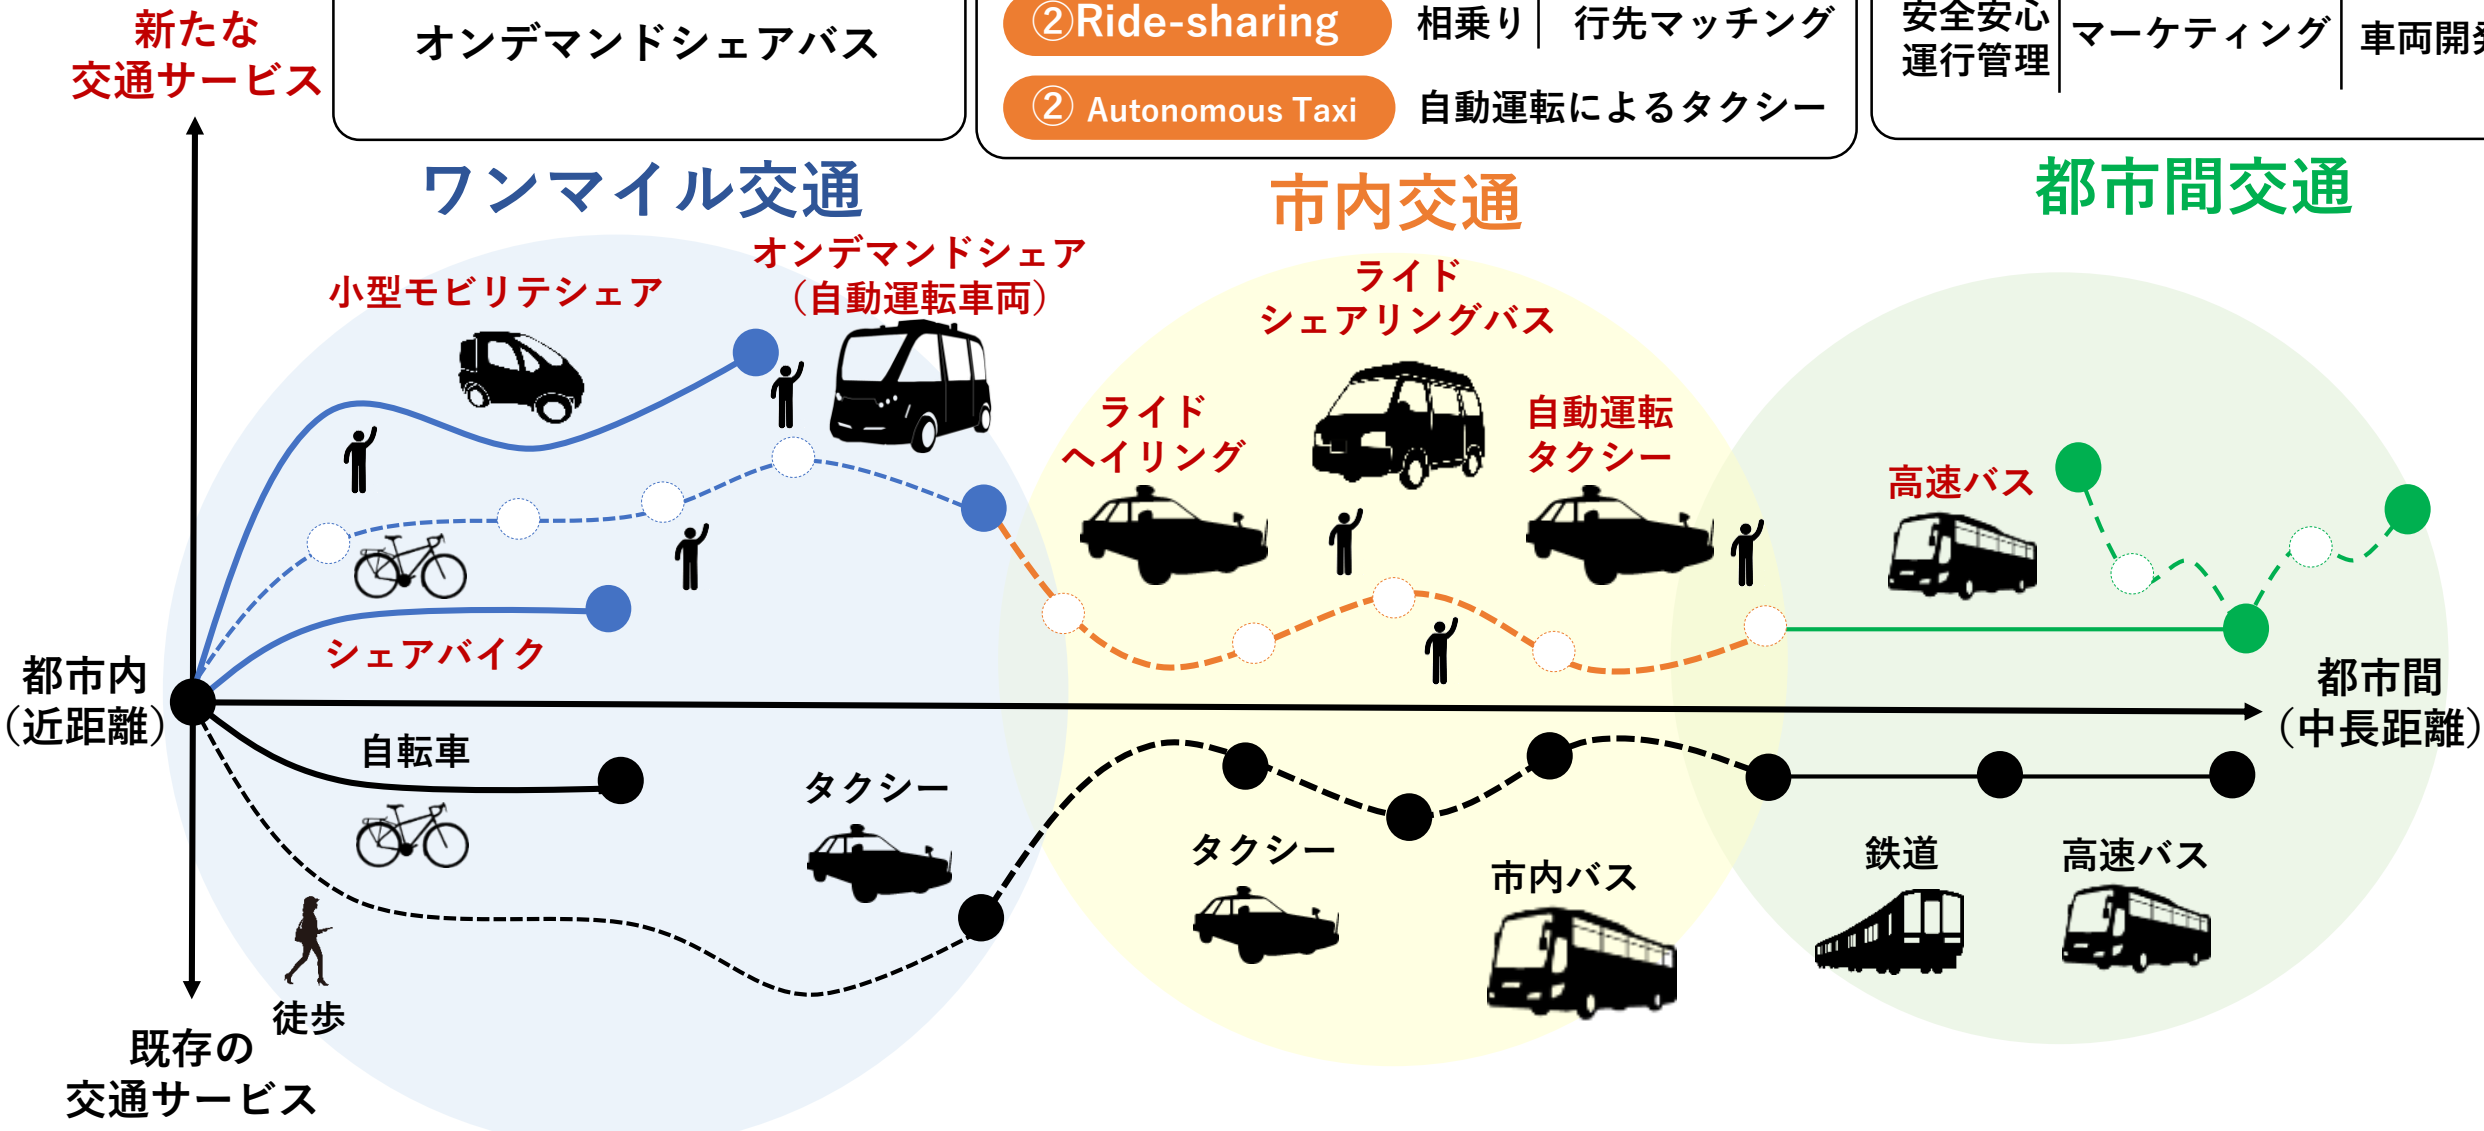 新たな
交通サービス
オンデマンドシェアバス
②Ride-sharing
相乗り
行先マッチング
② Autonomous Taxi
自動運転によるタクシー
安全安心
運行管理
マーケティング
車両開発
ワンマイル交通
市内交通
都市間交通
小型モビリテシェア
オンデマンドシェア
（自動運転車両）
ライド
シェアリングバス
ライド
ヘイリング
自動運転
タクシー
高速バス
シェアバイク
都市内
（近距離）
都市間
（中長距離）
自転車
タクシー
タクシー
市内バス
鉄道
高速バス
徒歩
既存の
交通サービス